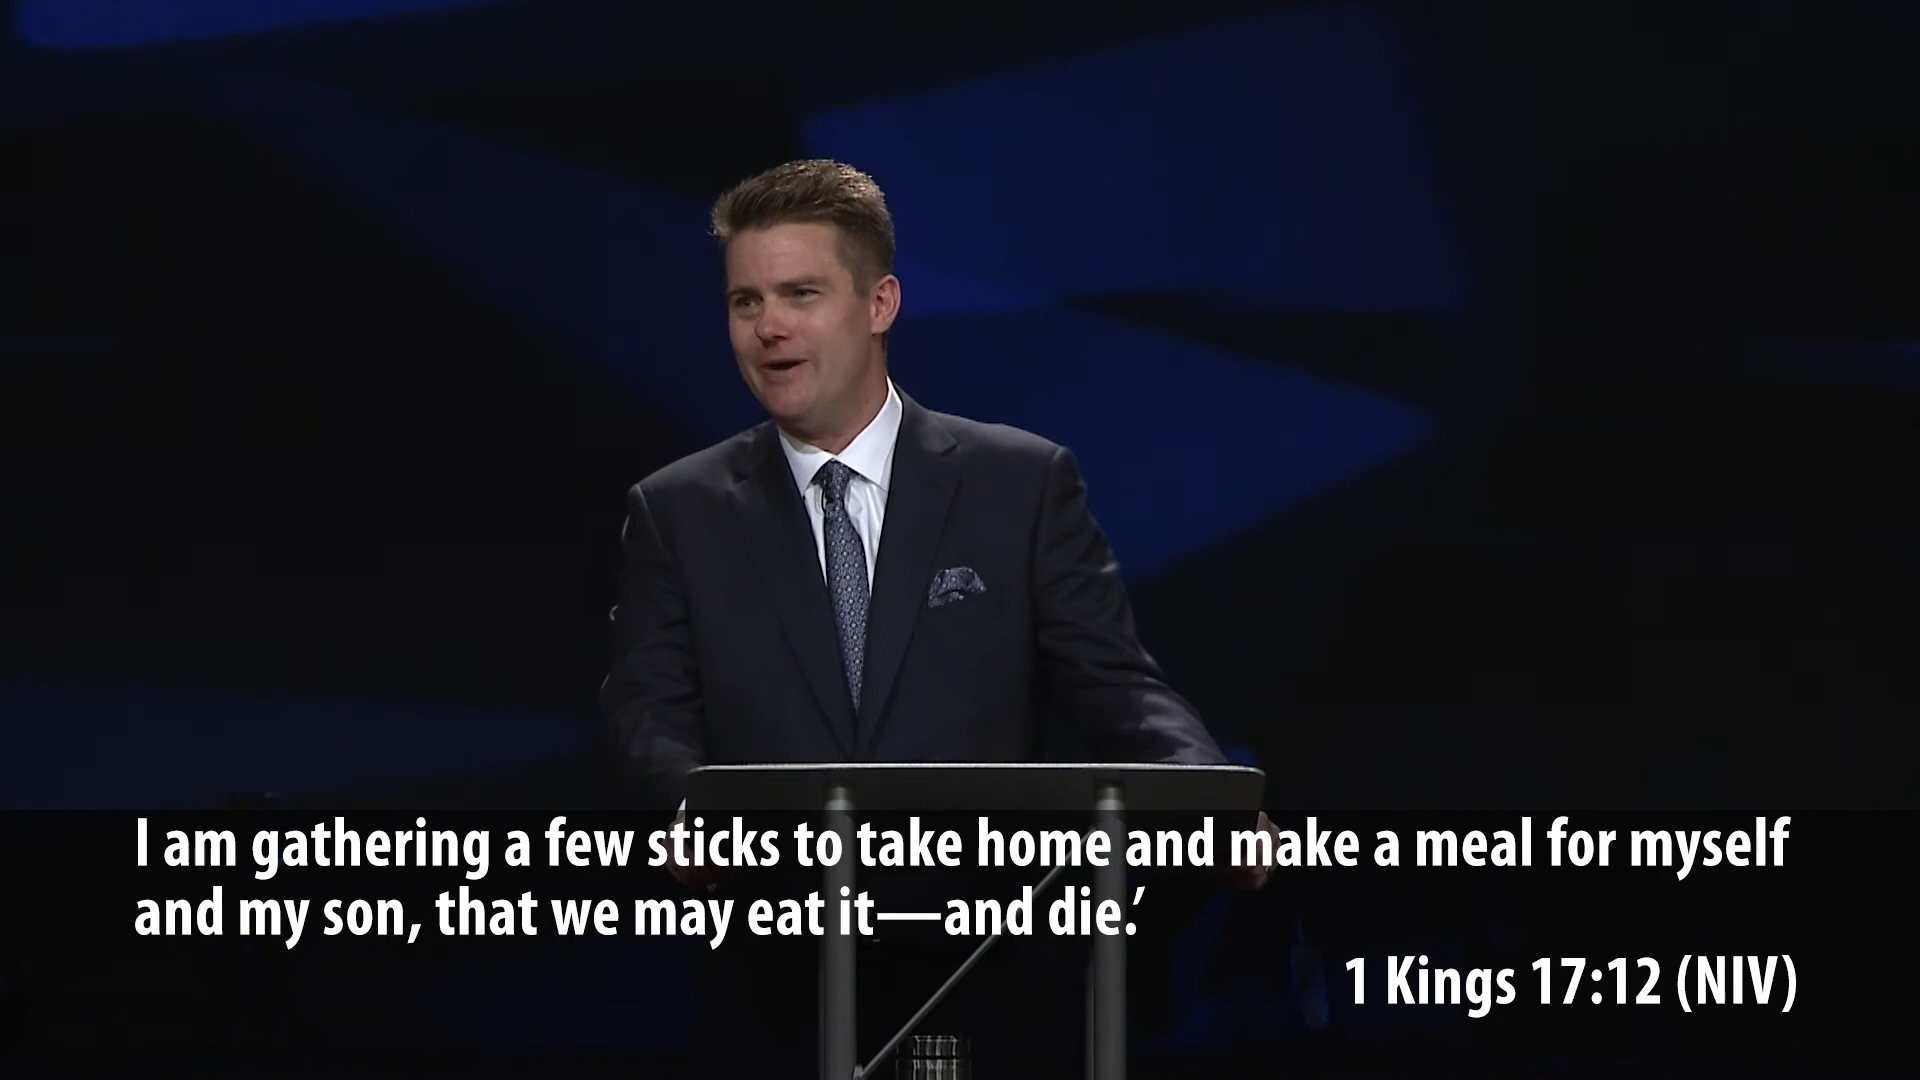 I am gathering a few sticks to take home and make a meal for myself
and my son, that we may eat it—and die.’
1 Kings 17:12 (NIV)